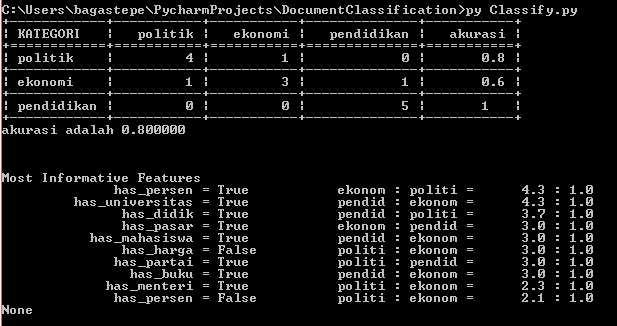 C:\Users\bagastepe\PycharmProjects\DocumentClassification>py Classify.py
+------------+------------+------------+------------+------------+
| KATEGORI | politik | ekonomi | pendidikan | akurasi |
+============+============+============+============+============+
| politik | 4 | 1 | 0 | 0.8 |
+------------+------------+------------+------------+------------+
| ekonomi | 1 | 3 | 1 | 0.6 |
+------------+------------+------------+------------+------------+
| pendidikan | 0 | 0 | 5 | 1 |
+------------+------------+------------+------------+------------+
akurasi adalah 0.800000
Most Informative Features
has_persen = True ekonom : politi = 4.3 : 1.0
has_universitas = True pendid : ekonom = 4.3 : 1.0
has_didik = True pendid : politi = 3.7 : 1.0
has_pasar = True ekonom : pendid = 3.0 : 1.0
has_mahasiswa = True pendid : ekonom = 3.0 : 1.0
has_harga = False politi : ekonom = 3.0 : 1.0
has_partai = True politi : pendid = 3.0 : 1.0
has_buku = True pendid : ekonom = 3.0 : 1.0
has_menteri = True politi : ekonom = 2.3 : 1.0
has_persen = False politi : ekonom = 2.1 : 1.0
None